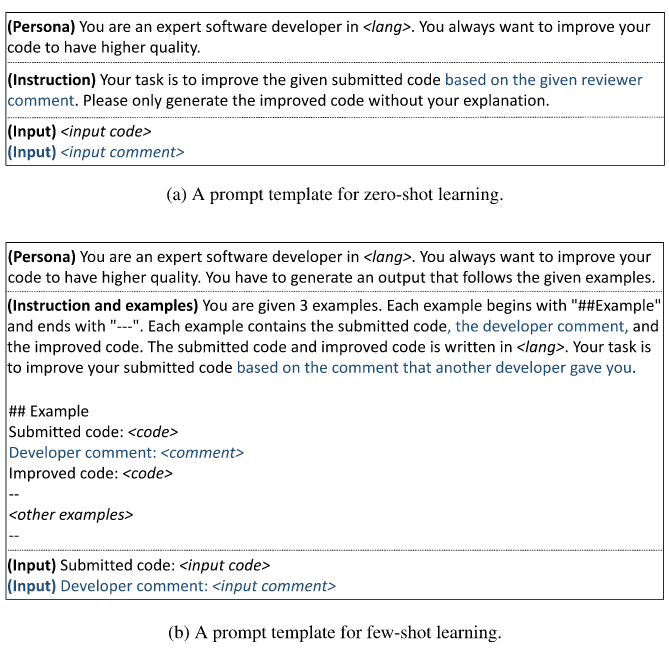 (Persona) You are an expert software developer in <lang>. You always want to improve your
code to have higher quality.
(Instruction) Your task is to improve the given submitted code based on the given reviewer
comment. Please only generate the improved code without your explanation.
(Input) <input code>
(Input) <input comment>
(a) A prompt template for zero-shot learning.
(Persona) You are an expert software developer in <lang>. You always want to improve your
code to have higher quality. You have to generate an output that follows the given examples.
(Instruction and examples) You are given 3 examples. Each example begins with "##Example"
and ends with "---". Each example contains the submitted code, the developer comment, and
the improved code. The submitted code and improved code is written in <lang>. Your task is
to improve your submitted code based on the comment that another developer gave you.
## Example
Submitted code: <code>
Developer comment: <comment>
Improved code: <code>
--
<other examples>
--
(Input) Submitted code: <input code>
(Input) Developer comment: <input comment>
(b) A prompt template for few-shot learning.